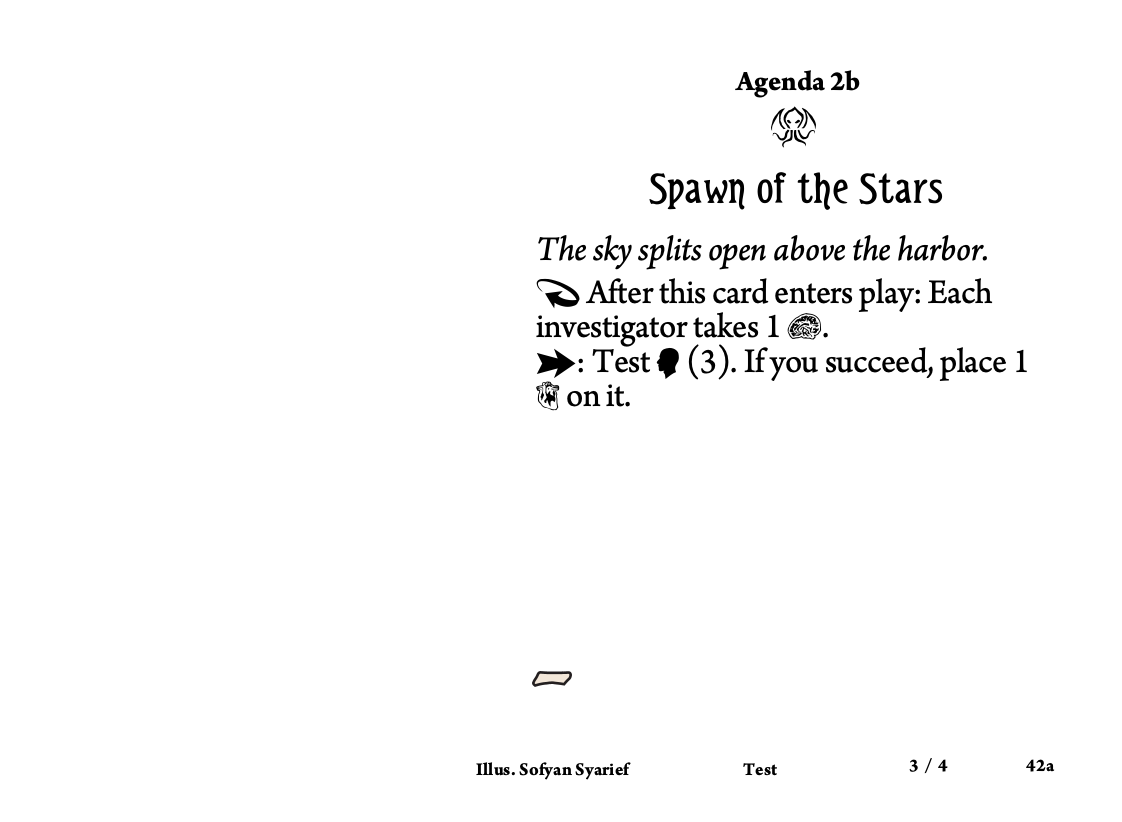 Agenda 2b
Spawn of the Stars
The sky splits open above the harbor.
After this card enters play: Each
investigator takes 1 .
: Test (3). If you succeed, place 1
on it.
Illus. Sofyan Syarief Test 3 / 4 42a